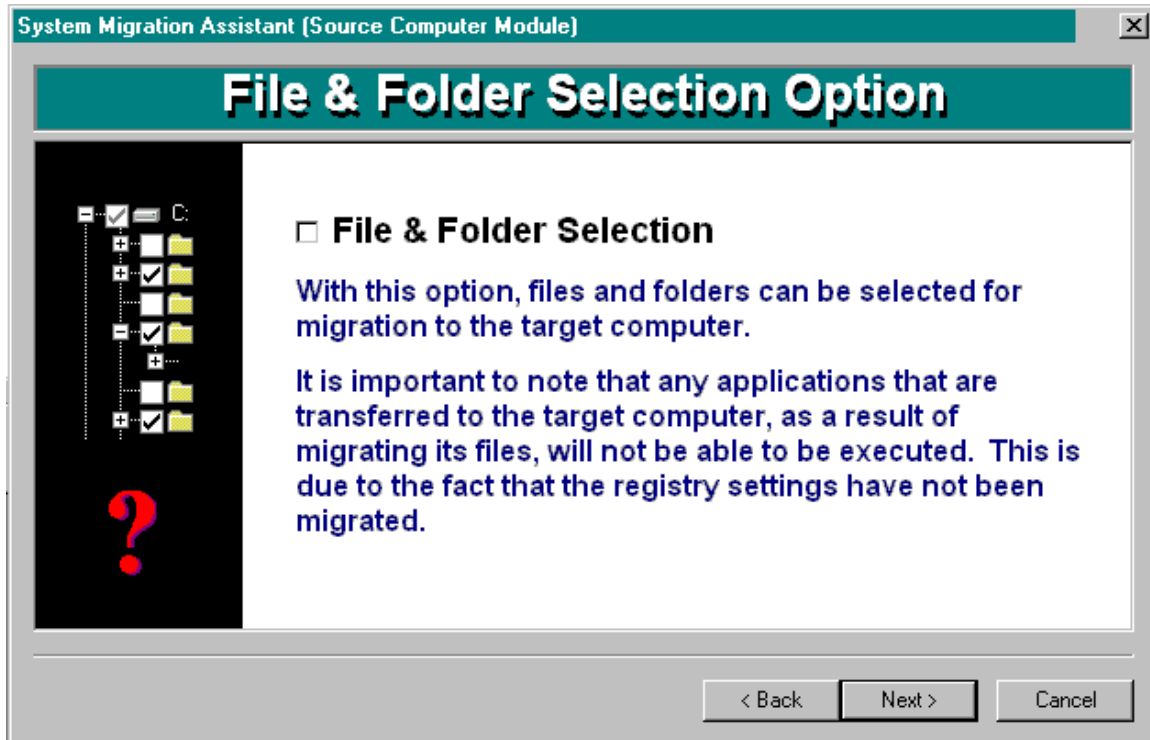 System Migration Assistant (Source Computer Module)
File & Folder Selection Option
C:
File & Folder Selection
With this option, files and folders can be selected for
migration to the target computer.
It is important to note that any applications that are
transferred to the target computer, as a result of
migrating its files, will not be able to be executed.  This is
due to the fact that the registry settings have not been
migrated.
?
< Back
Next >
Cancel